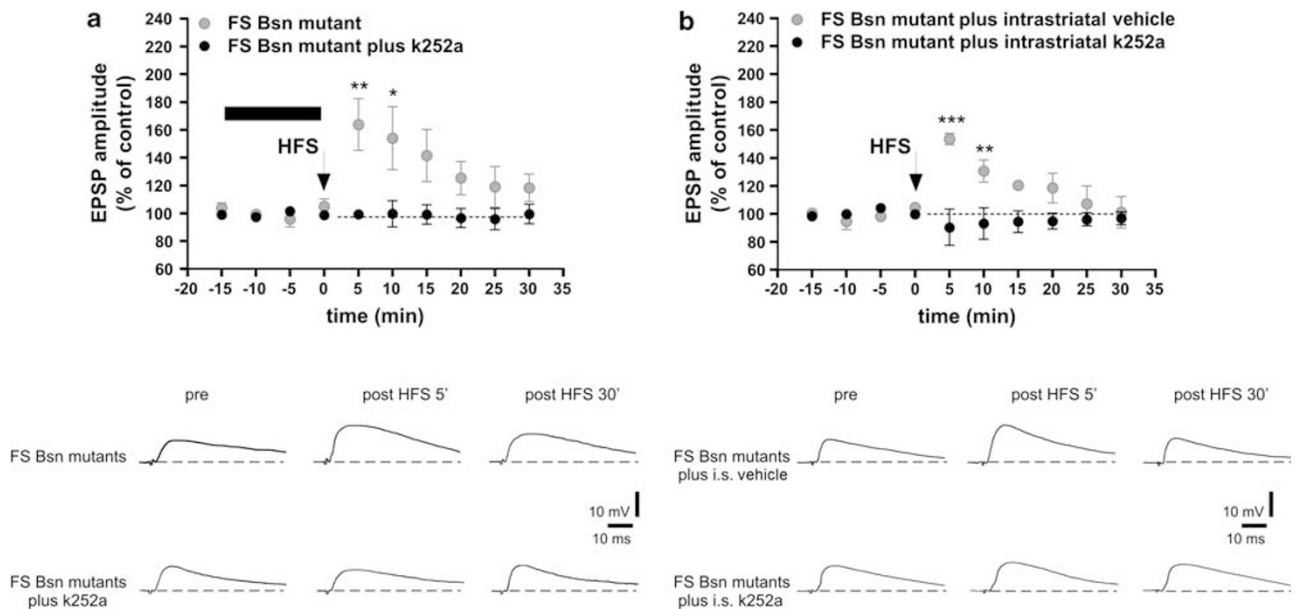 a
FS Bsn mutant
FS Bsn mutant plus k252a
EPSP amplitude
(% of control)
240
220
200
180
160
140
120
100
80
60
**
*
HFS
-20 -15 -10 -5 0 5 10 15 20 25 30 35
time (min)
b
FS Bsn mutant plus intrastriatal vehicle
FS Bsn mutant plus intrastriatal k252a
EPSP amplitude
(% of control)
240
220
200
180
160
140
120
100
80
60
***
**
HFS
-20 -15 -10 -5 0 5 10 15 20 25 30 35
time (min)
pre post HFS 5' post HFS 30'
FS Bsn mutants
10 mV
10 ms
FS Bsn mutants
plus k252a
pre post HFS 5' post HFS 30'
FS Bsn mutants
plus i.s. vehicle
10 mV
10 ms
FS Bsn mutants
plus i.s. k252a